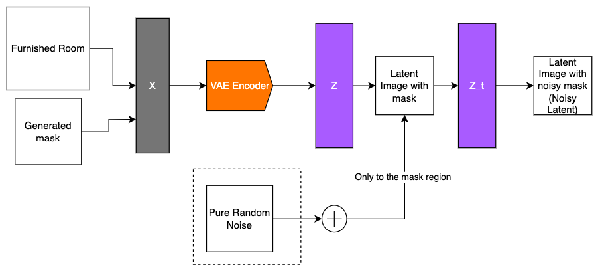 Furnished Room
Generated
mask
X
VAE Encoder
Z
Latent
Image with
mask
Z_t
Latent
Image with
noisy mask
(Noisy
Latent)
Only to the mask region
Pure Random
Noise